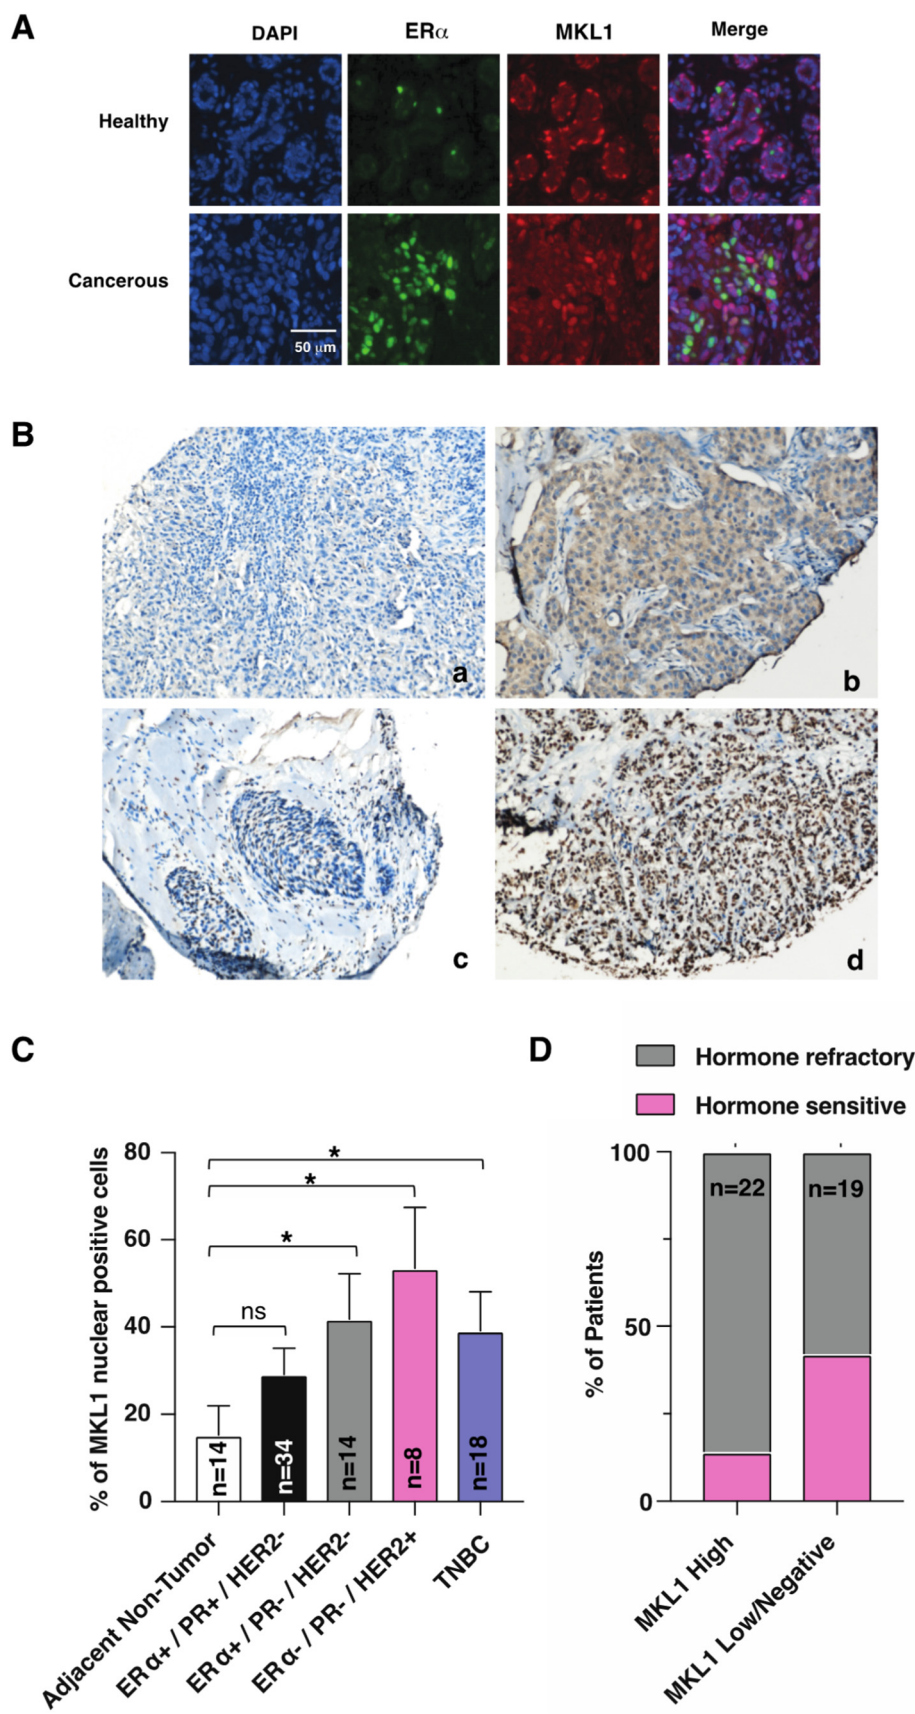 A
DAPI
ERα
MKL1
Merge
Healthy
Cancerous
50 μm
B
a
b
c
d
C
% of MKL1 nuclear positive cells
80
60
40
20
0
*
*
*
ns
n=14
n=34
n=14
n=8
n=18
Adjacent Non-Tumor
ERα+ / PR+ / HER2-
ERα+ / PR- / HER2-
ERα- / PR- / HER2+
TNBC
D
Hormone refractory
Hormone sensitive
% of Patients
100
50
0
n=22
n=19
MKL1 High
MKL1 Low/Negative